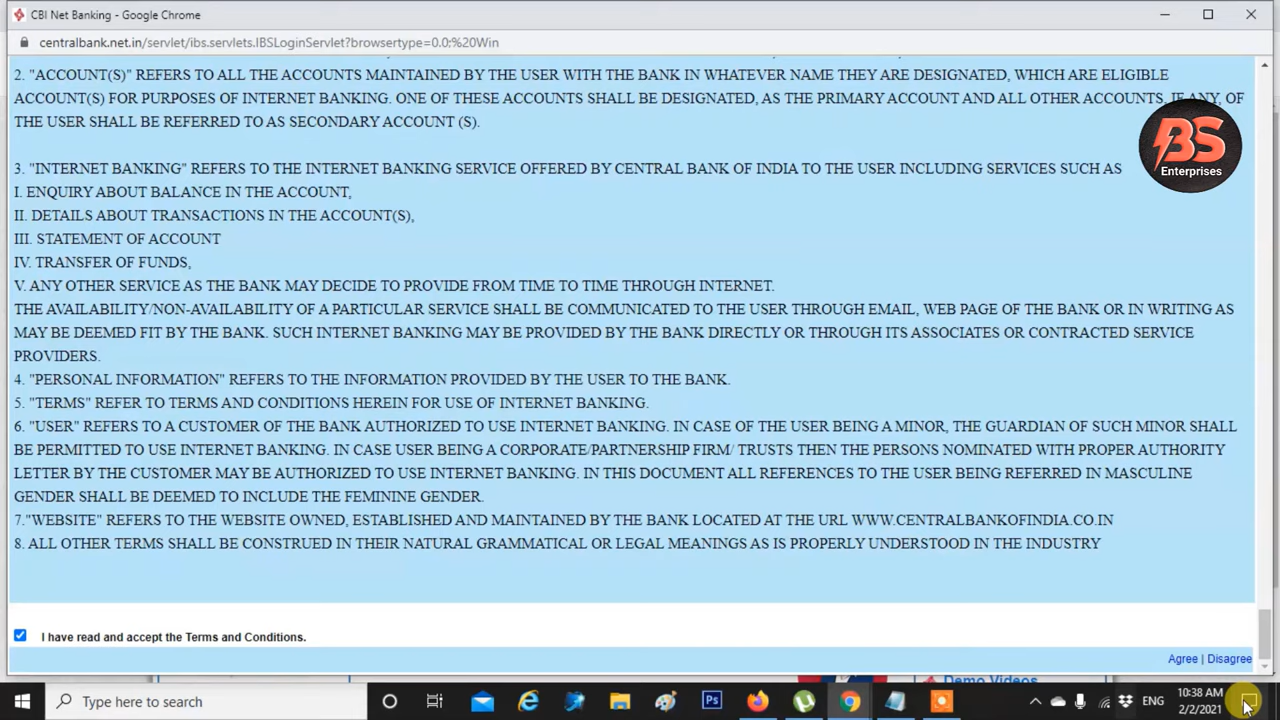 CBI Net Banking - Google Chrome
centralbank.net.in/servlet/ibs.servlets.IBSLoginServlet?browsertype=0.0;%20Win
2. "ACCOUNT(S)" REFERS TO ALL THE ACCOUNTS MAINTAINED BY THE USER WITH THE BANK IN WHATEVER NAME THEY ARE DESIGNATED, WHICH ARE ELIGIBLE
ACCOUNT(S) FOR PURPOSES OF INTERNET BANKING. ONE OF THESE ACCOUNTS SHALL BE DESIGNATED, AS THE PRIMARY ACCOUNT AND ALL OTHER ACCOUNTS. IF ANY, OF
THE USER SHALL BE REFERRED TO AS SECONDARY ACCOUNT (S).
BS
Enterprises
3. "INTERNET BANKING" REFERS TO THE INTERNET BANKING SERVICE OFFERED BY CENTRAL BANK OF INDIA TO THE USER INCLUDING SERVICES SUCH AS
I. ENQUIRY ABOUT BALANCE IN THE ACCOUNT,
II. DETAILS ABOUT TRANSACTIONS IN THE ACCOUNT(S),
III. STATEMENT OF ACCOUNT
IV. TRANSFER OF FUNDS,
V. ANY OTHER SERVICE AS THE BANK MAY DECIDE TO PROVIDE FROM TIME TO TIME THROUGH INTERNET.
THE AVAILABILITY/NON-AVAILABILITY OF A PARTICULAR SERVICE SHALL BE COMMUNICATED TO THE USER THROUGH EMAIL, WEB PAGE OF THE BANK OR IN WRITING AS
MAY BE DEEMED FIT BY THE BANK. SUCH INTERNET BANKING MAY BE PROVIDED BY THE BANK DIRECTLY OR THROUGH ITS ASSOCIATES OR CONTRACTED SERVICE
PROVIDERS.
4. "PERSONAL INFORMATION" REFERS TO THE INFORMATION PROVIDED BY THE USER TO THE BANK.
5. "TERMS" REFER TO TERMS AND CONDITIONS HEREIN FOR USE OF INTERNET BANKING.
6. "USER" REFERS TO A CUSTOMER OF THE BANK AUTHORIZED TO USE INTERNET BANKING. IN CASE OF THE USER BEING A MINOR, THE GUARDIAN OF SUCH MINOR SHALL
BE PERMITTED TO USE INTERNET BANKING. IN CASE USER BEING A CORPORATE/PARTNERSHIP FIRM/ TRUSTS THEN THE PERSONS NOMINATED WITH PROPER AUTHORITY
LETTER BY THE CUSTOMER MAY BE AUTHORIZED TO USE INTERNET BANKING. IN THIS DOCUMENT ALL REFERENCES TO THE USER BEING REFERRED IN MASCULINE
GENDER SHALL BE DEEMED TO INCLUDE THE FEMININE GENDER.
7."WEBSITE" REFERS TO THE WEBSITE OWNED, ESTABLISHED AND MAINTAINED BY THE BANK LOCATED AT THE URL WWW.CENTRALBANKOFINDIA.CO.IN
8. ALL OTHER TERMS SHALL BE CONSTRUED IN THEIR NATURAL GRAMMATICAL OR LEGAL MEANINGS AS IS PROPERLY UNDERSTOOD IN THE INDUSTRY
I have read and accept the Terms and Conditions.
Agree | Disagree
Demo Videos
Type here to search
Ps
ENG
10:38 AM
2/2/2021